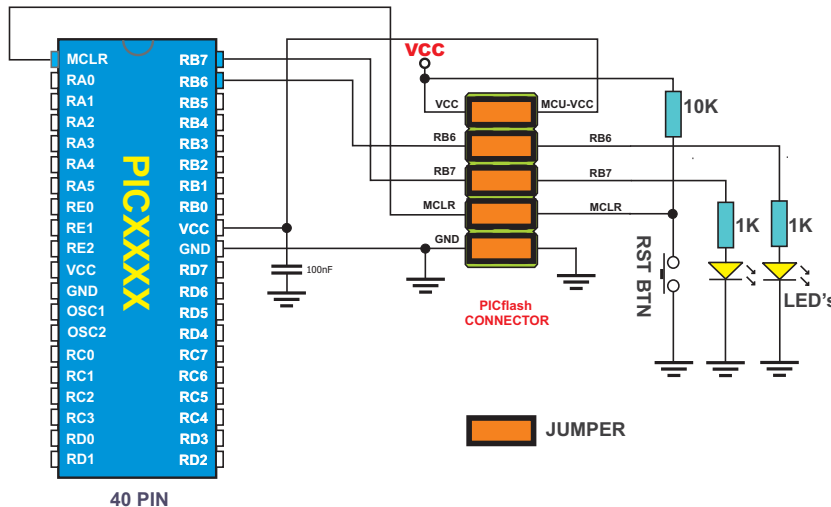 MCLR
RA0
RA1
RA2
RA3
RA4
RA5
RE0
RE1
RE2
VCC
GND
OSC1
OSC2
RC0
RC1
RC2
RC3
RD0
RD1
PICXXXX
RB7
RB6
RB5
RB4
RB3
RB2
RB1
RB0
VCC
GND
RD7
RD6
RD5
RD4
RC7
RC6
RC5
RC4
RD3
RD2
40 PIN
100nF
VCC
VCC
MCU-VCC
RB6
RB6
RB7
RB7
MCLR
MCLR
GND
PICflash
CONNECTOR
10K
1K
1K
RST BTN
LED's
JUMPER